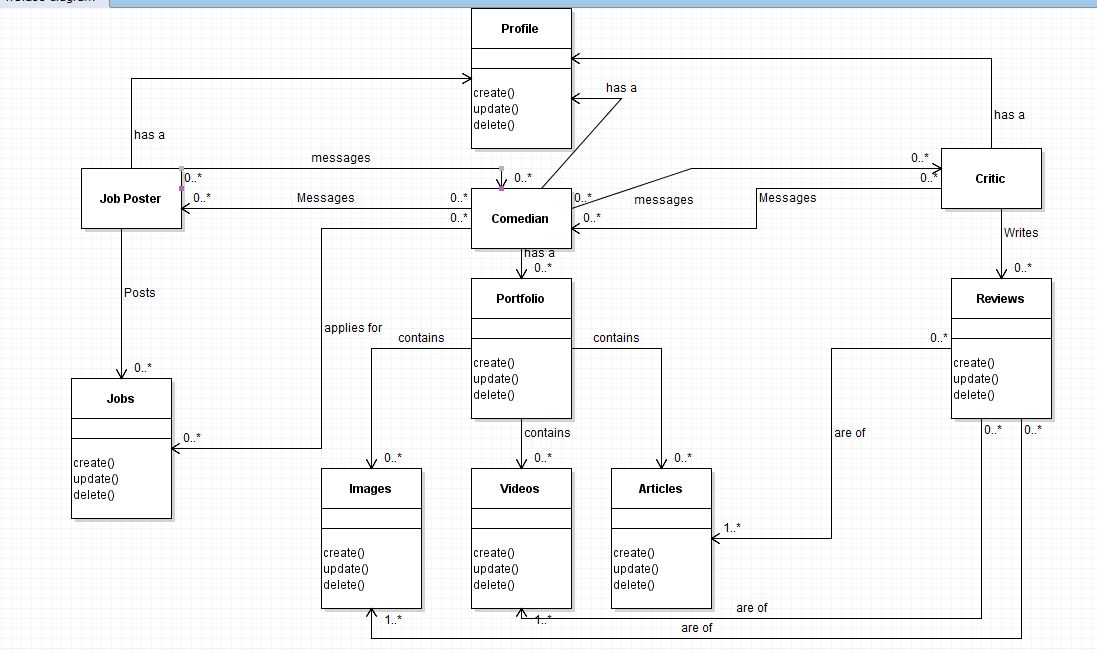 Profile
create()
update()
delete()
has a
has a
has a
messages
0..*
0..*
0..*
Messages
0..*
0..*
0..*
messages
0..*
0..*
Messages
0..*
Job Poster
Comedian
Critic
has a
0..*
Writes
0..*
Posts
0..*
applies for
0..*
Portfolio
create()
update()
delete()
Reviews
create()
update()
delete()
contains
contains
contains
0..*
0..*
0..*
0..*
0..*
0..*
are of
1..*
Jobs
create()
update()
delete()
Images
create()
update()
delete()
Videos
create()
update()
delete()
Articles
create()
update()
delete()
1..*
1..*
are of
are of